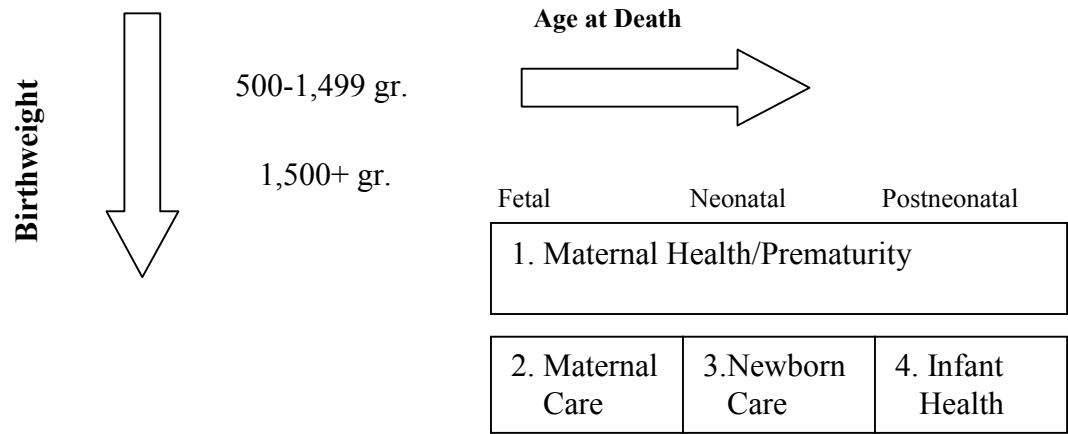 Age at Death
Birthweight
500-1,499 gr.
1,500+ gr.
Fetal Neonatal Postneonatal
1. Maternal Health/Prematurity
2. Maternal Care
3.Newborn Care
4. Infant Health